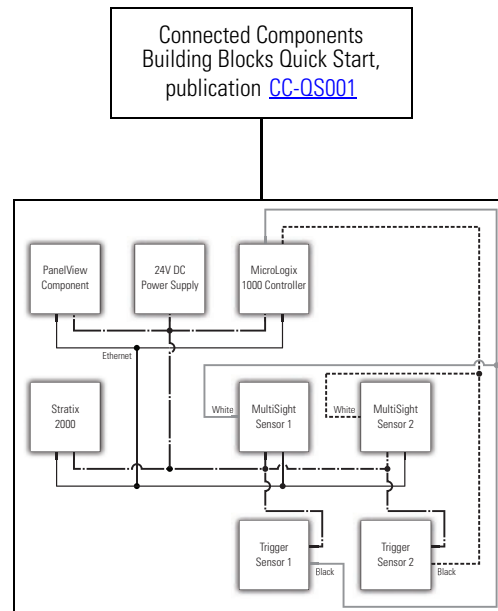 Connected Components
Building Blocks Quick Start,
publication CC-QS001
PanelView
Component
24V DC
Power Supply
MicroLogix
1000 Controller
Ethernet
Stratix
2000
White
MultiSight
Sensor 1
White
MultiSight
Sensor 2
Trigger
Sensor 1
Black
Trigger
Sensor 2
Black